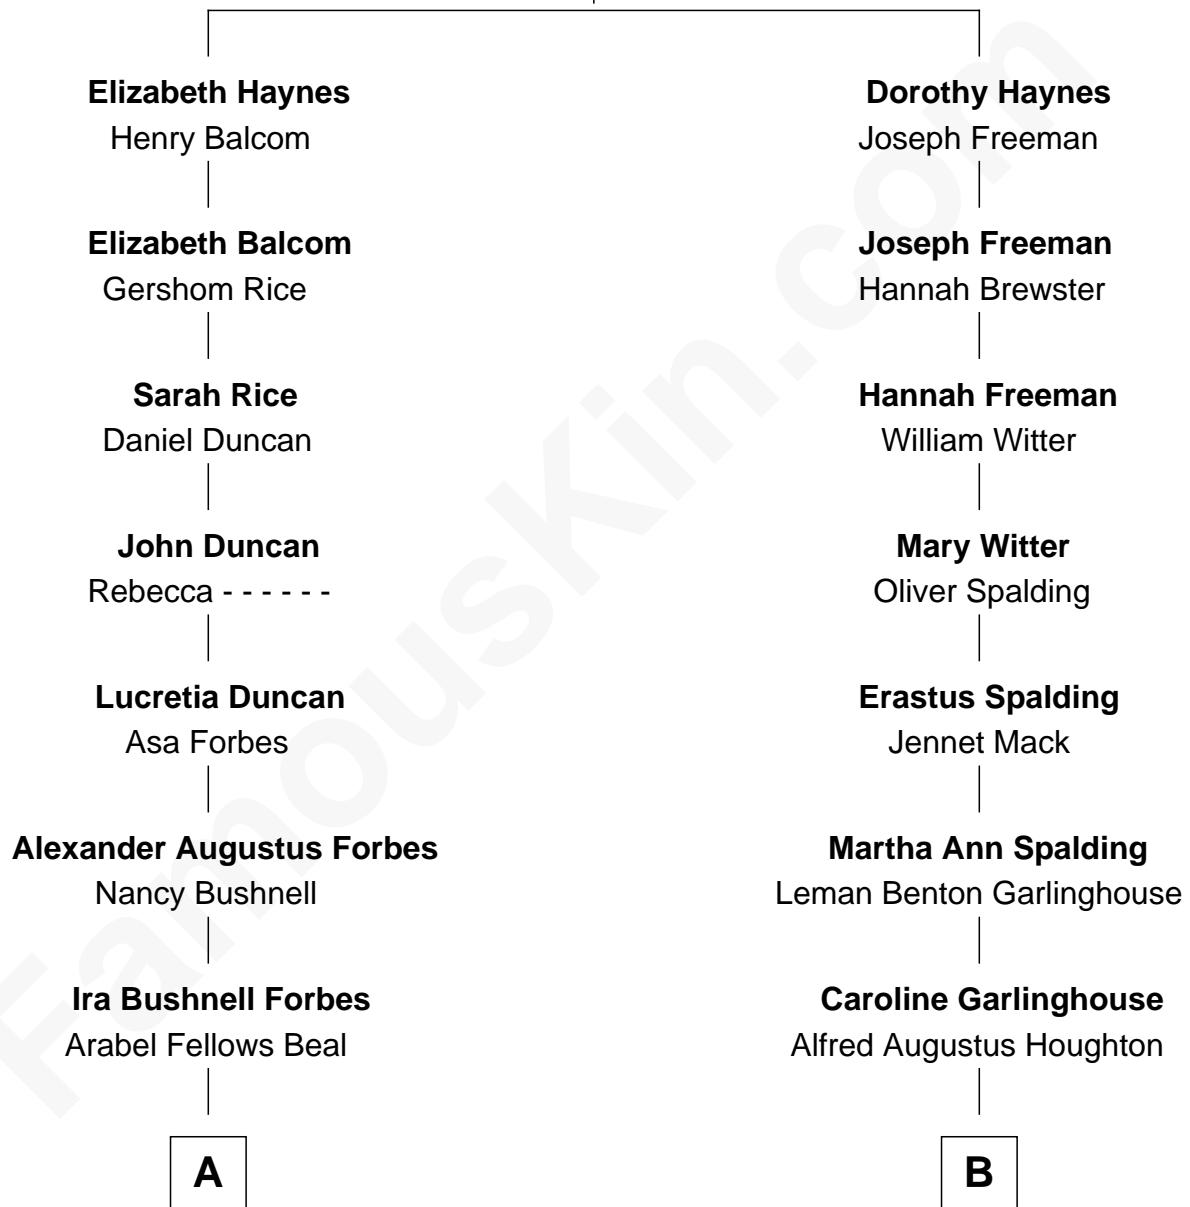 Elizabeth Haynes
Henry Balcom
Elizabeth Balcom
Gershom Rice
Sarah Rice
Daniel Duncan
John Duncan
Rebecca - - - - - -
Lucretia Duncan
Asa Forbes
Alexander Augustus Forbes
Nancy Bushnell
Ira Bushnell Forbes
Arabel Fellows Beal
A
Dorothy Haynes
Joseph Freeman
Joseph Freeman
Hannah Brewster
Hannah Freeman
William Witter
Mary Witter
Oliver Spalding
Erastus Spalding
Jennet Mack
Martha Ann Spalding
Leman Benton Garlinghouse
Caroline Garlinghouse
Alfred Augustus Houghton
B
FamousKin.com